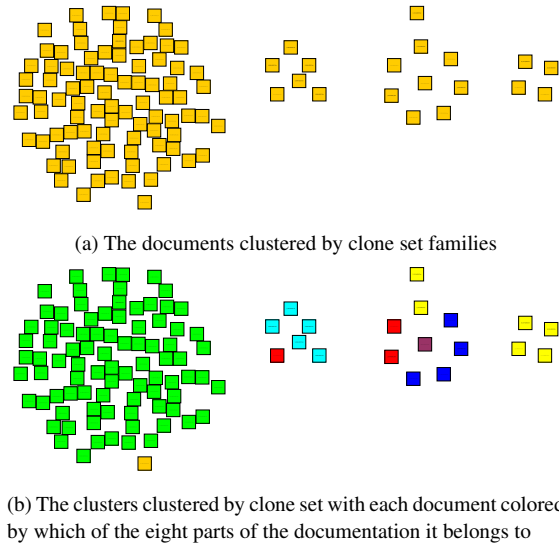 (a) The documents clustered by clone set families
(b) The clusters clustered by clone set with each document colored
by which of the eight parts of the documentation it belongs to